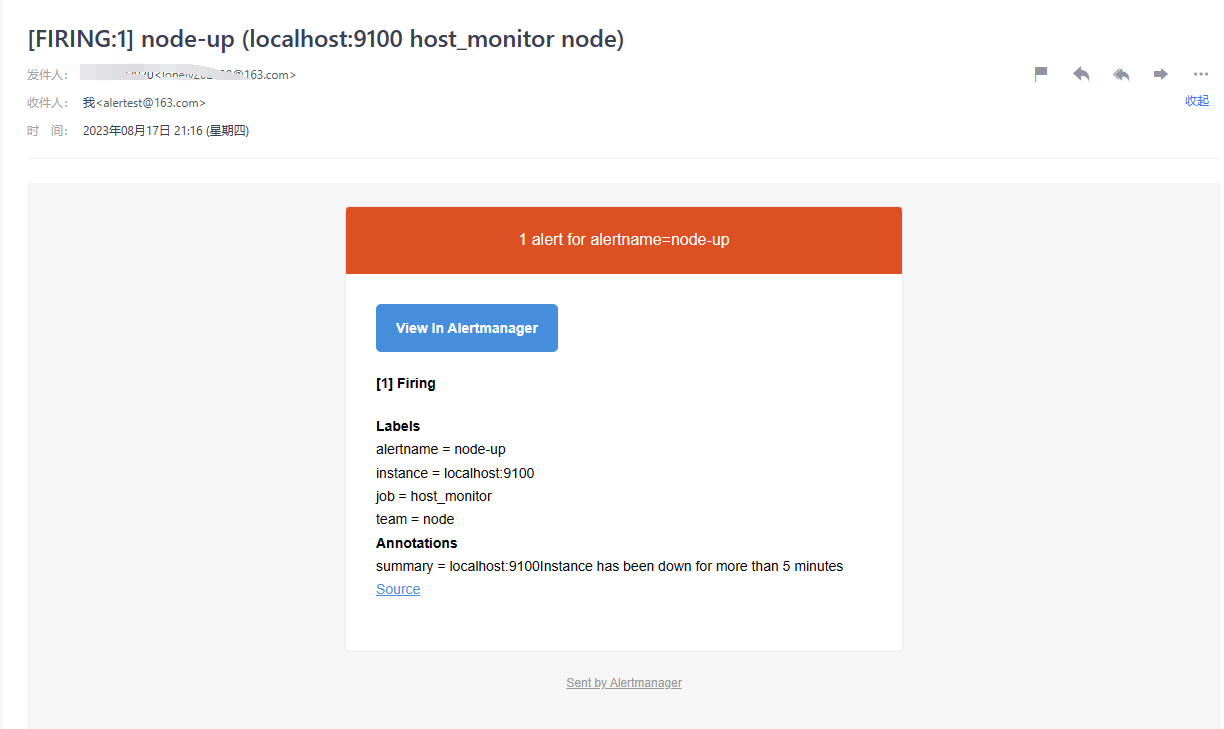 [FIRING:1] node-up (localhost:9100 host_monitor node)
发件人： @163.com>
收件人： 我<alertest@163.com>
时 间： 2023年08月17日 21:16 (星期四)
收起
1 alert for alertname=node-up
View In Alertmanager
[1] Firing
Labels
alertname = node-up
instance = localhost:9100
job = host_monitor
team = node
Annotations
summary = localhost:9100Instance has been down for more than 5 minutes
Source
Sent by Alertmanager